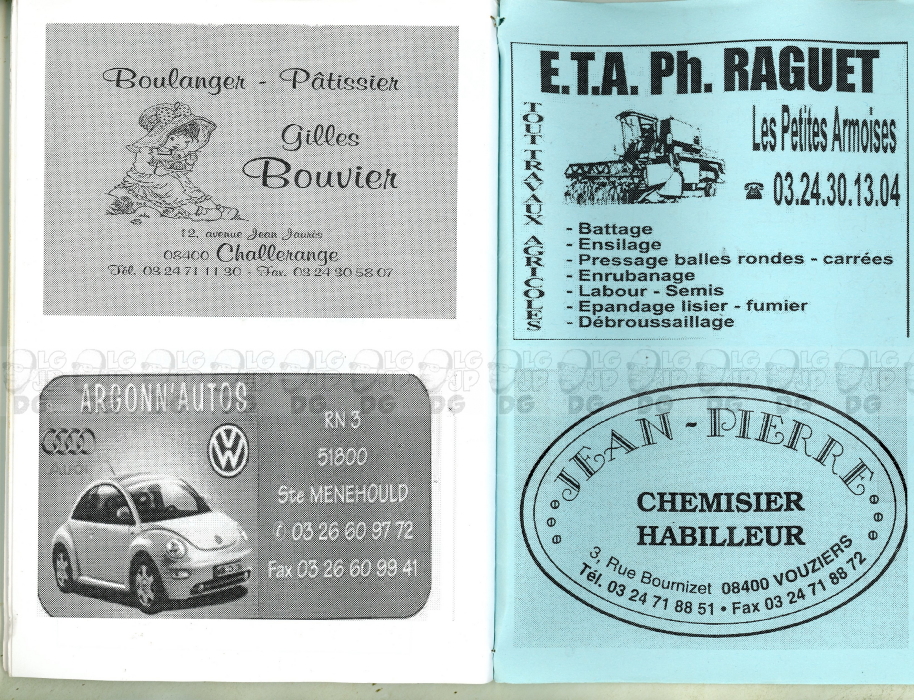 Boulanger - Pâtissier
Gilles
Bouvier
12, avenue Jean Jaurès
08400 Challerange
Tél. 03 24 71 11 30 - Fax. 03 24 30 58 07
ARGONN'AUTOS
Audi
RN 3
51800
Ste MENEHOULD
✆ 03 26 60 97 72
Fax 03 26 60 99 41
E.T.A. Ph. RAGUET
TOUT TRAVAUX AGRICOLES
Les Petites Armoises
☎ 03.24.30.13.04
- Battage
- Ensilage
- Pressage balles rondes - carrées
- Enrubanage
- Labour - Semis
- Epandage lisier - fumier
- Débroussaillage
JEAN - PIERRE
CHEMISIER
HABILLEUR
3, Rue Bournizet 08400 VOUZIERS
Tél. 03 24 71 88 51 • Fax 03 24 71 88 72
LG JP DG